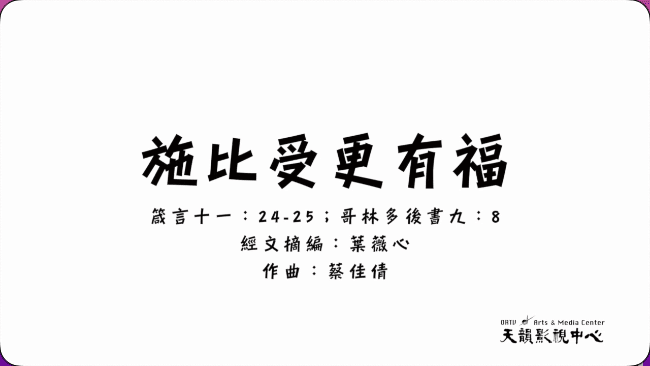 施比受更有福
箴言十一：24-25；哥林多後書九：8
經文摘編：葉薇心
作曲：蔡佳倩
ORTV Arts & Media Center
天韻影視中心